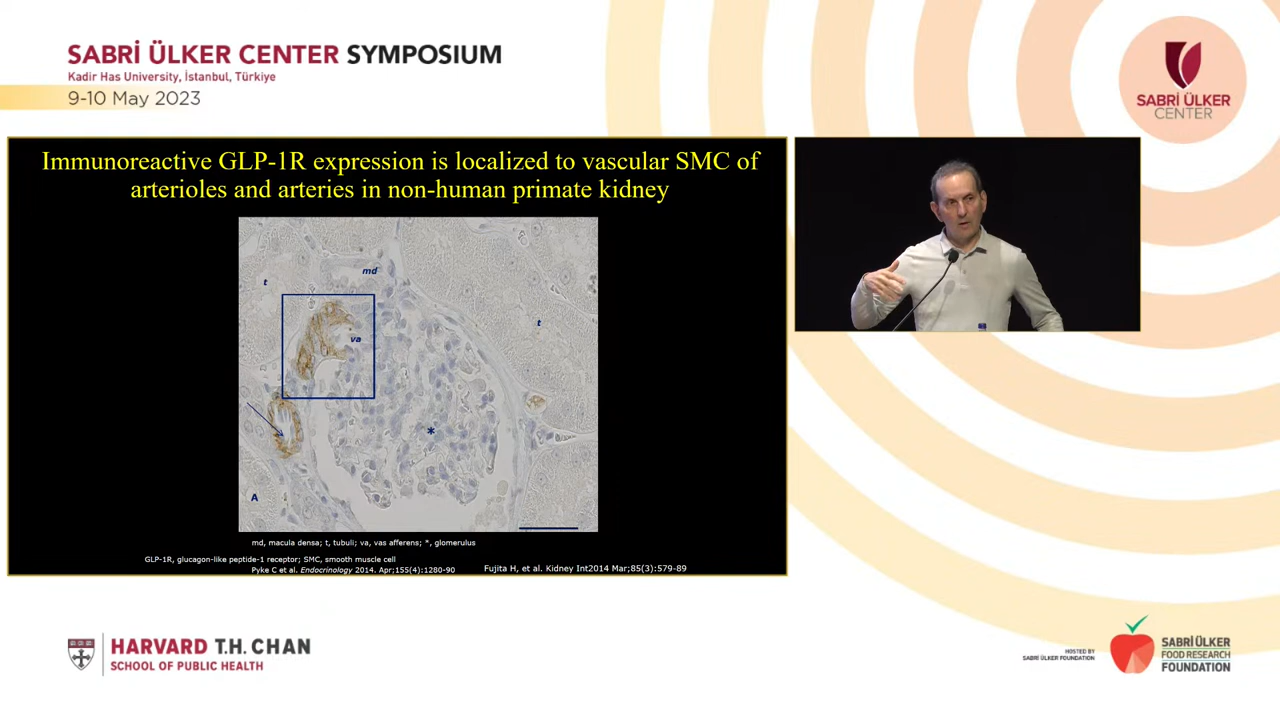 SABRİ ÜLKER CENTER SYMPOSIUM
Kadir Has University, İstanbul, Türkiye
9-10 May 2023
SABRİ ÜLKER
CENTER
Immunoreactive GLP-1R expression is localized to vascular SMC of
arterioles and arteries in non-human primate kidney
md
t
t
va
*
A
md, macula densa; t, tubuli; va, vas afferens; *, glomerulus
GLP-1R, glucagon-like peptide-1 receptor; SMC, smooth muscle cell
Pyke C et al. Endocrinology 2014. Apr;155(4):1280-90
Fujita H, et al. Kidney Int2014 Mar;85(3):579-89
HARVARD T.H. CHAN
SCHOOL OF PUBLIC HEALTH
HOSTED BY
SABRİ ÜLKER FOUNDATION
SABRİ ÜLKER
FOOD RESEARCH
FOUNDATION